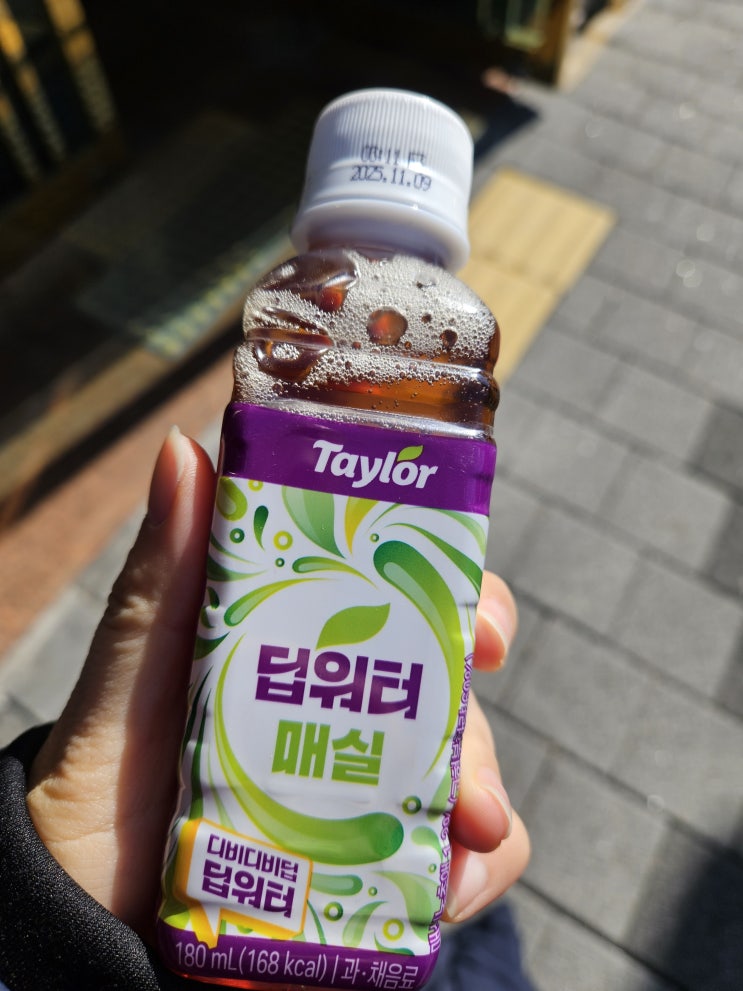 2025.11.09
Taylor
딥워터
매실
디비디비딥
딥워터
180 mL(168 kcal) | 과·채음료